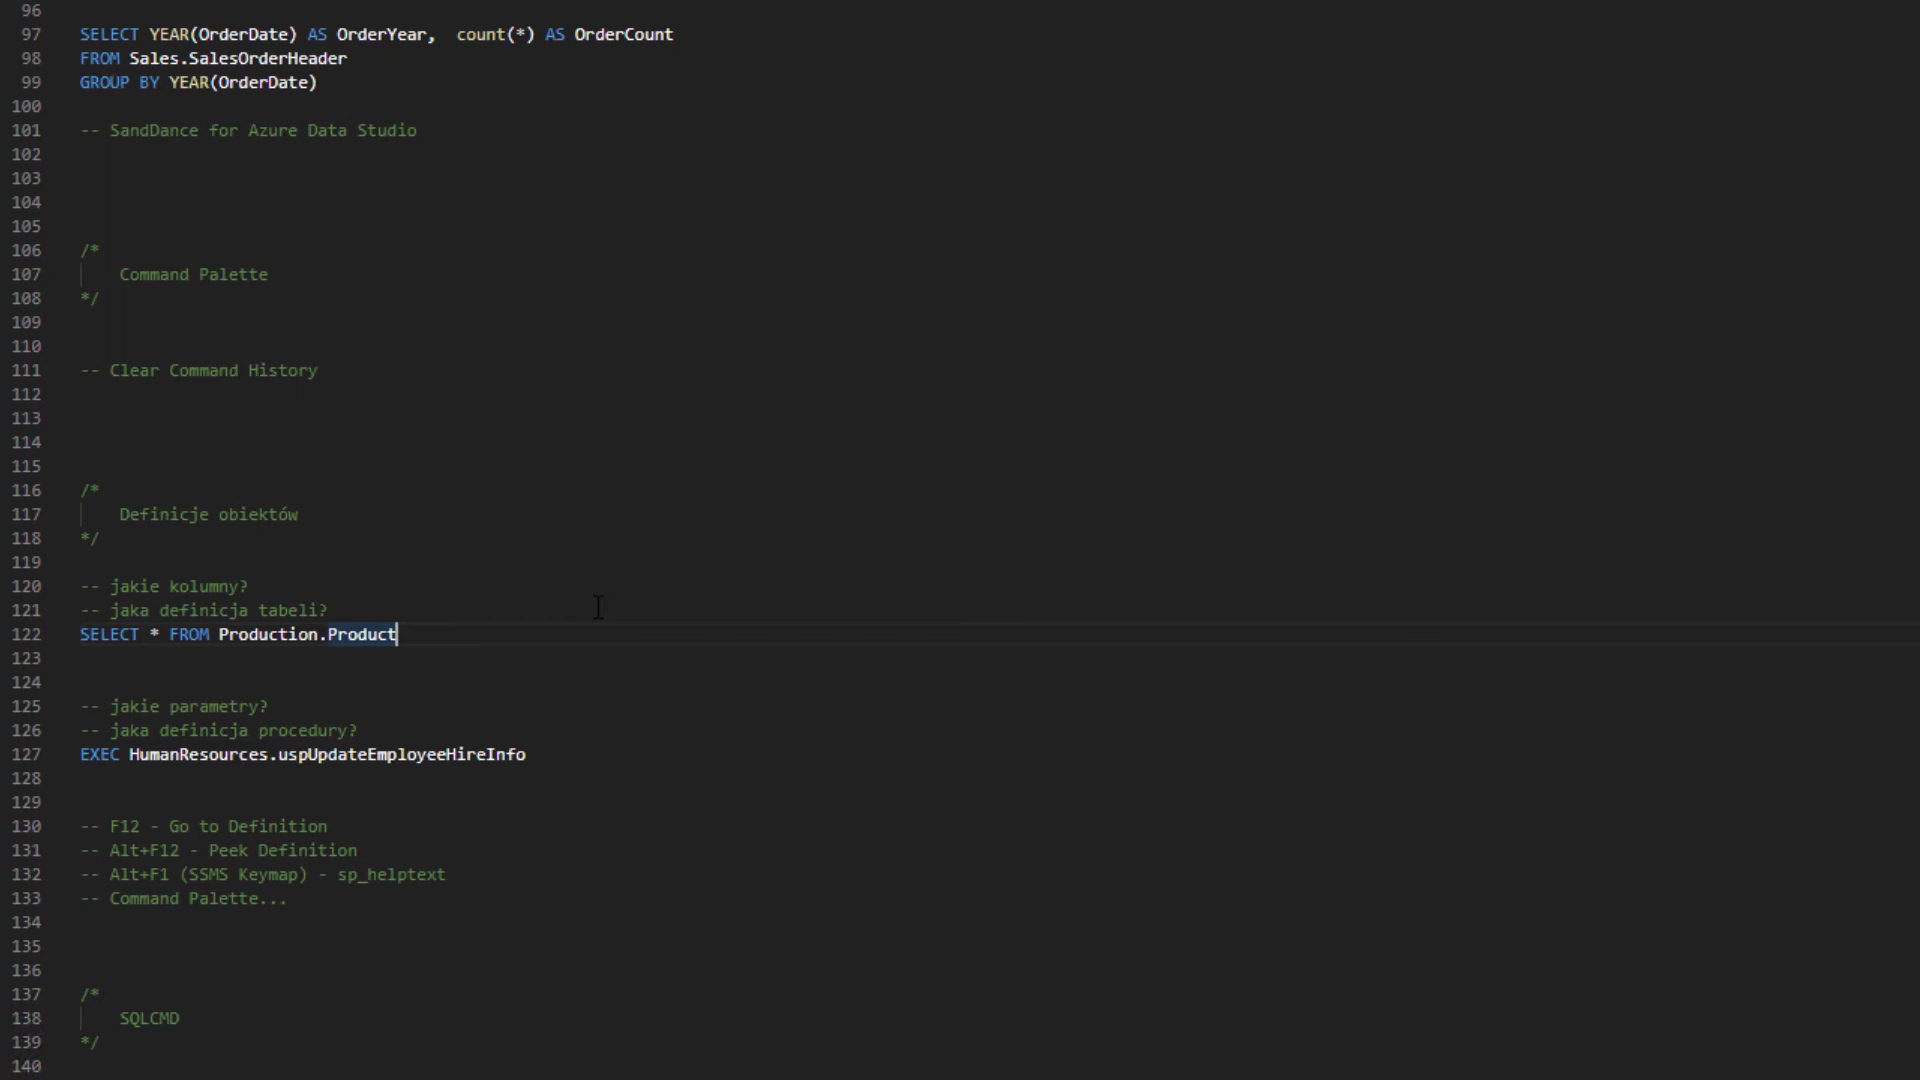 96
97 SELECT YEAR(OrderDate) AS OrderYear,  count(*) AS OrderCount
98 FROM Sales.SalesOrderHeader
99 GROUP BY YEAR(OrderDate)
100
101 -- SandDance for Azure Data Studio
102
103
104
105
106 /*
107     Command Palette
108 */
109
110
111 -- Clear Command History
112
113
114
115
116 /*
117     Definicje obiektów
118 */
119
120 -- jakie kolumny?
121 -- jaka definicja tabeli?
122 SELECT * FROM Production.Product
123
124
125 -- jakie parametry?
126 -- jaka definicja procedury?
127 EXEC HumanResources.uspUpdateEmployeeHireInfo
128
129
130 -- F12 - Go to Definition
131 -- Alt+F12 - Peek Definition
132 -- Alt+F1 (SSMS Keymap) - sp_helptext
133 -- Command Palette...
134
135
136
137 /*
138     SQLCMD
139 */
140